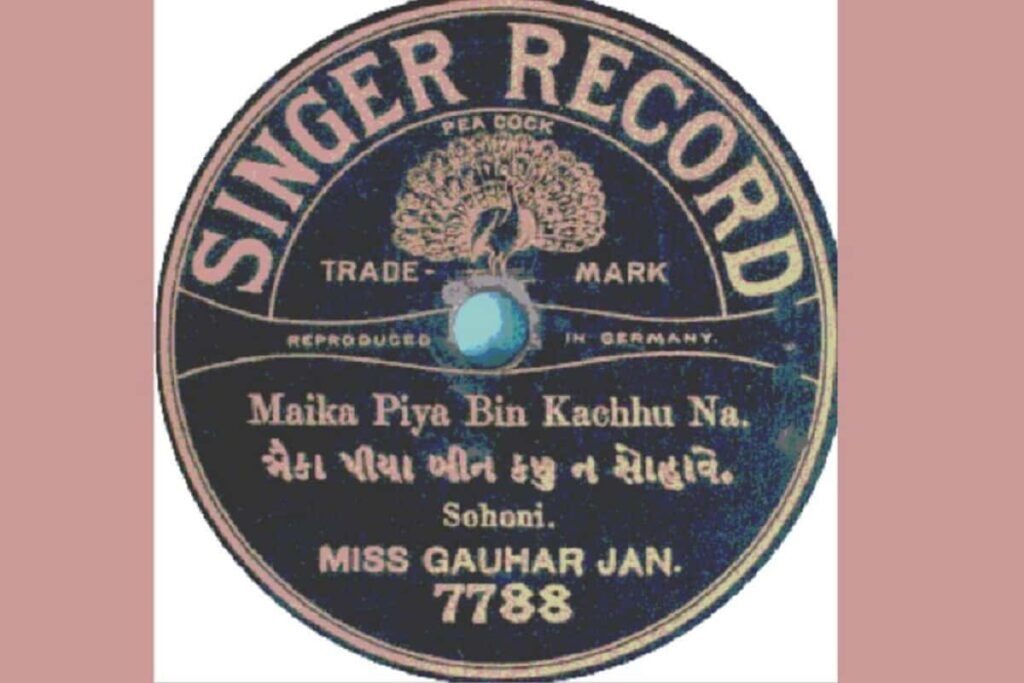 SINGER RECORD
PEA COCK
TRADE- MARK
REPRODUCED IN GERMANY.
Maika Piya Bin Kachhu Na.
મૈકા પીયા બીન કછુ ન સોહાવે.
Sohoni.
MISS GAUHAR JAN.
7788